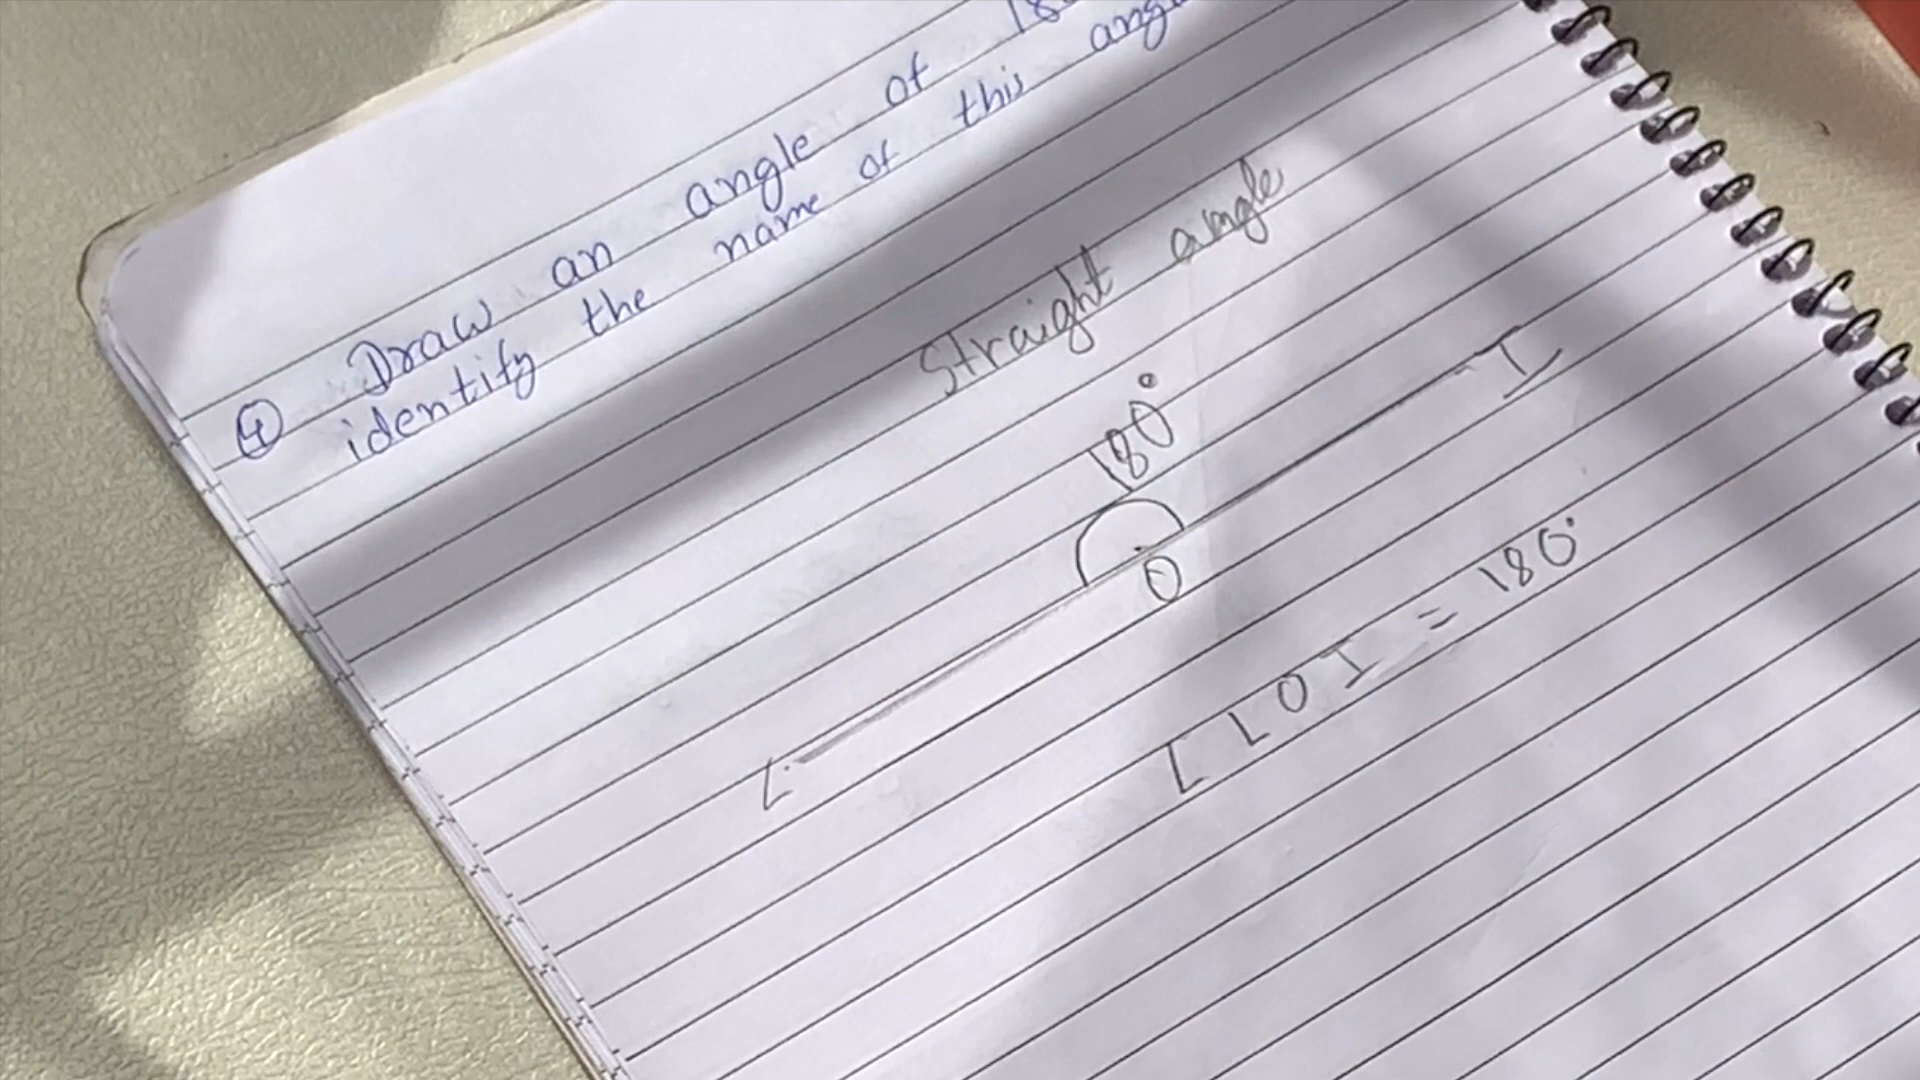 ④ Draw an angle of
identify the name of this
Straight angle
180°
L O I
∠LOI = 180°